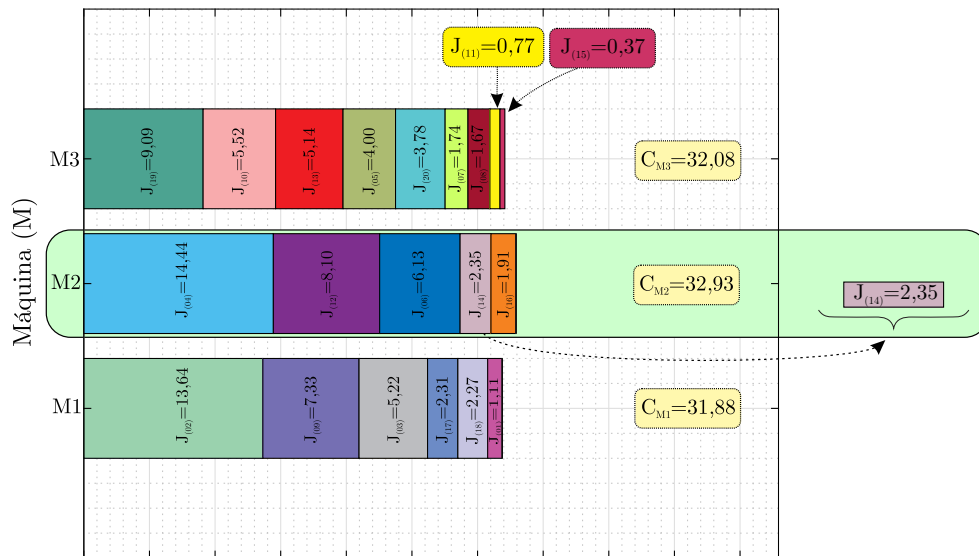 J(11)=0,77
J(15)=0,37
Máquina (M)
M3
J(19)=9,09
J(10)=5,52
J(13)=5,14
J(05)=4,00
J(20)=3,78
J(07)=1,74
J(08)=1,67
CM3=32,08
M2
J(04)=14,44
J(12)=8,10
J(06)=6,13
J(14)=2,35
J(16)=1,91
CM2=32,93
J(14)=2,35
M1
J(02)=13,64
J(09)=7,33
J(03)=5,22
J(17)=2,31
J(18)=2,27
J(01)=1,11
CM1=31,88